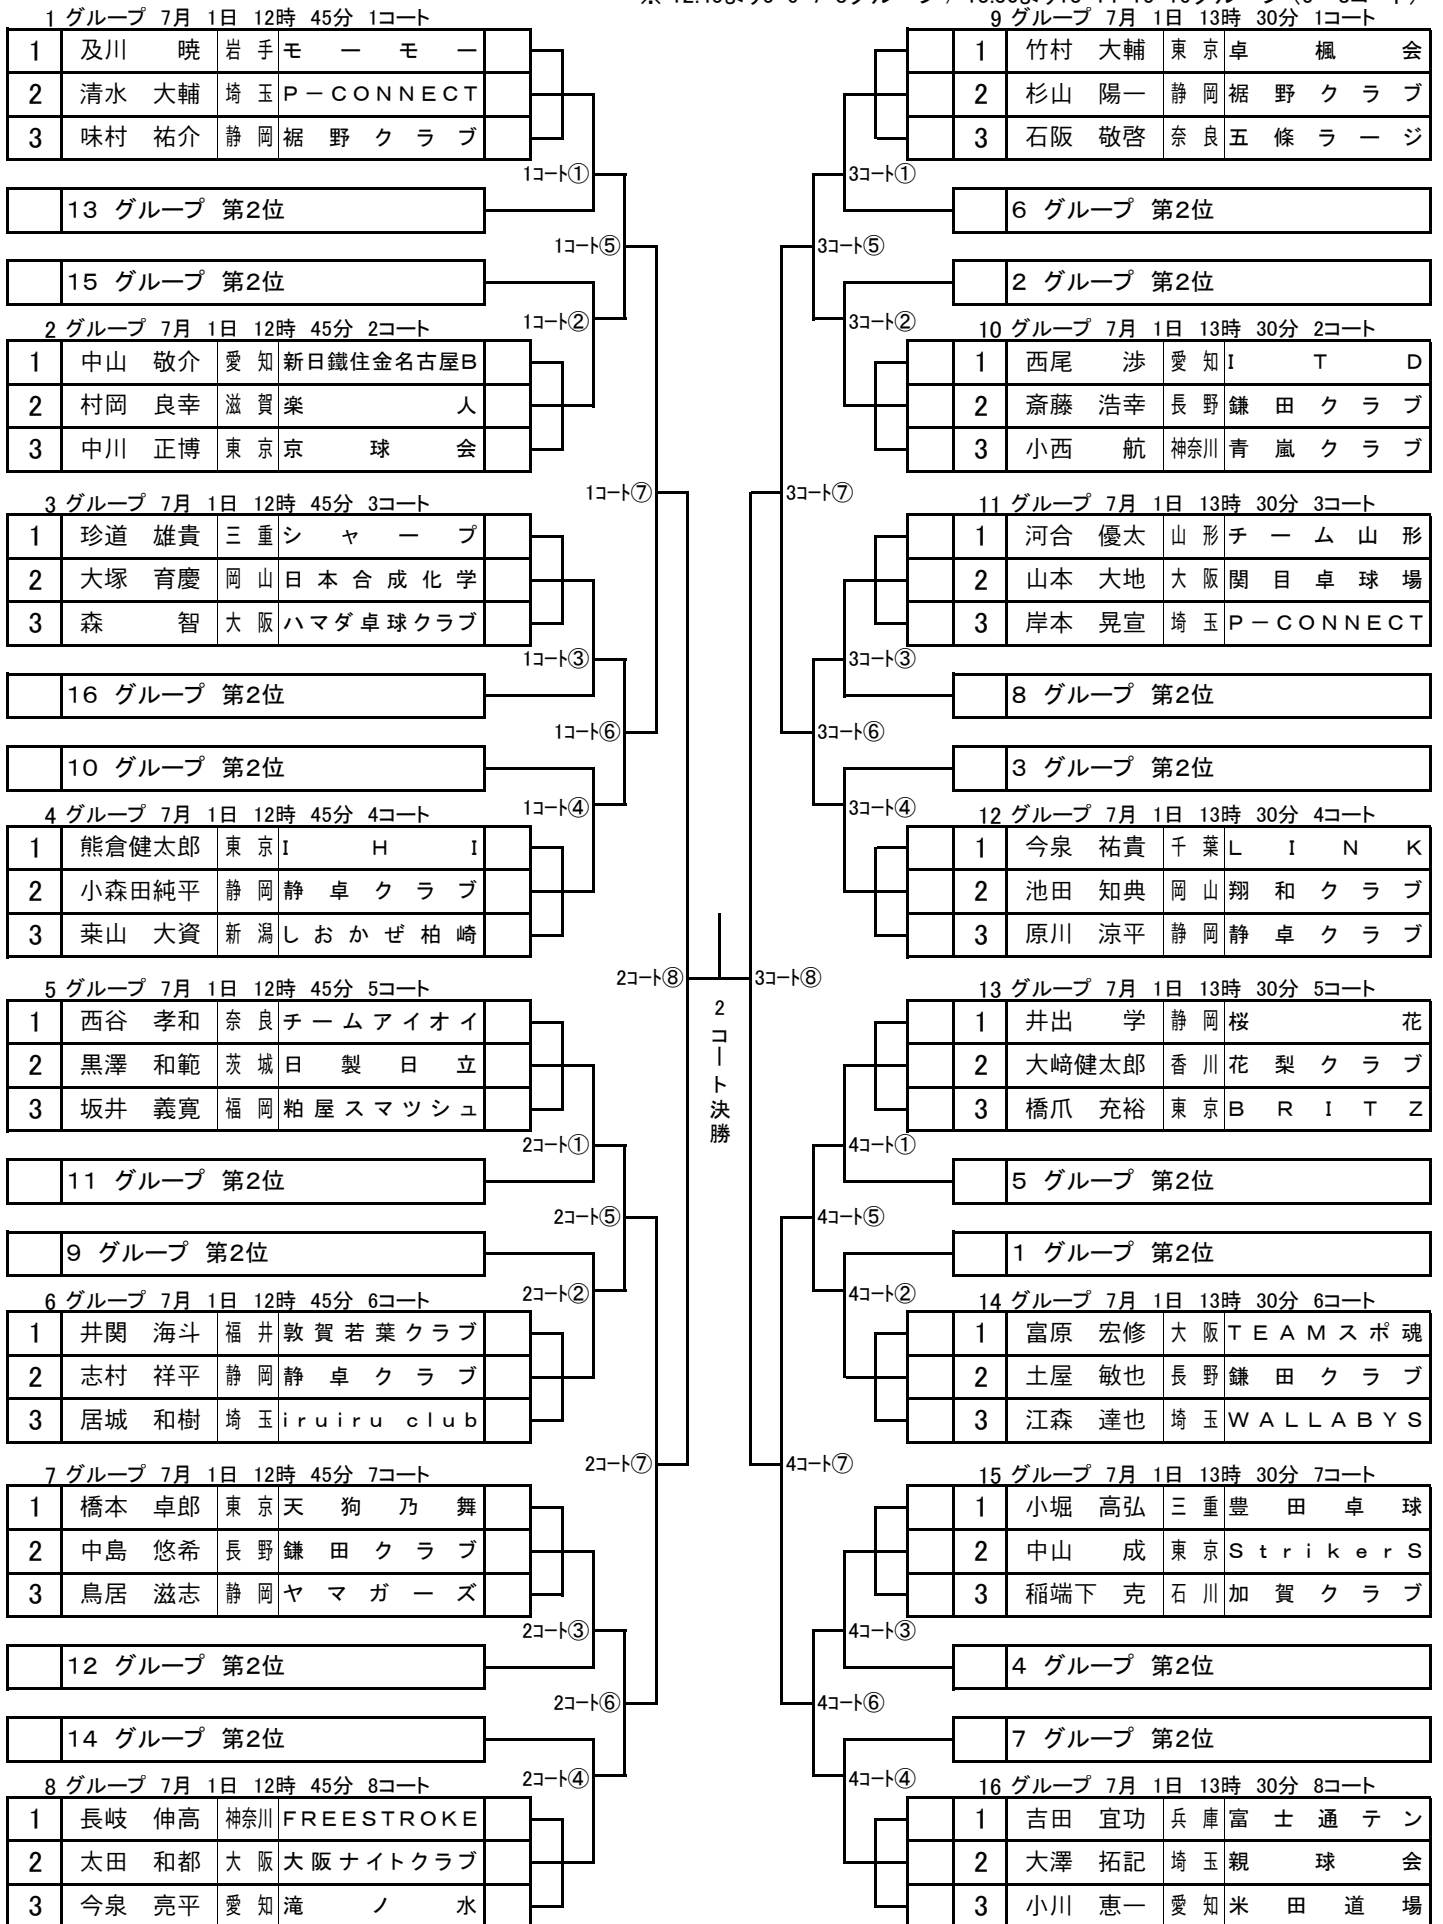 1 グループ 7月 1日 12時 45分 1コート
1 及川 暁 岩手 モーモー
2 清水 大輔 埼玉 P－CONNECT
3 味村 祐介 静岡 裾野クラブ
1コート①
13 グループ 第2位
1コート⑤
15 グループ 第2位
1コート②
2 グループ 7月 1日 12時 45分 2コート
1 中山 敬介 愛知 新日鐵住金名古屋B
2 村岡 良幸 滋賀 楽人
3 中川 正博 東京 京球会
1コート⑦
3 グループ 7月 1日 12時 45分 3コート
1 珍道 雄貴 三重 シャープ
2 大塚 育慶 岡山 日本合成化学
3 森 智 大阪 ハマダ卓球クラブ
1コート③
16 グループ 第2位
1コート⑥
10 グループ 第2位
1コート④
4 グループ 7月 1日 12時 45分 4コート
1 熊倉健太郎 東京 IHI
2 小森田純平 静岡 静卓クラブ
3 桒山 大資 新潟 しおかぜ柏崎
2コート⑧
5 グループ 7月 1日 12時 45分 5コート
1 西谷 孝和 奈良 チームアイオイ
2 黒澤 和範 茨城 日製日立
3 坂井 義寛 福岡 粕屋スマッシュ
2コート①
11 グループ 第2位
2コート⑤
9 グループ 第2位
2コート②
6 グループ 7月 1日 12時 45分 6コート
1 井関 海斗 福井 敦賀若葉クラブ
2 志村 祥平 静岡 静卓クラブ
3 居城 和樹 埼玉 iruiru club
2コート⑦
7 グループ 7月 1日 12時 45分 7コート
1 橋本 卓郎 東京 天狗乃舞
2 中島 悠希 長野 鎌田クラブ
3 鳥居 滋志 静岡 ヤマガーズ
2コート③
12 グループ 第2位
2コート⑥
14 グループ 第2位
2コート④
8 グループ 7月 1日 12時 45分 8コート
1 長岐 伸高 神奈川 FREESTROKE
2 太田 和都 大阪 大阪ナイトクラブ
3 今泉 亮平 愛知 滝ノ水
2コート決勝
9 グループ 7月 1日 13時 30分 1コート
1 竹村 大輔 東京 卓楓会
2 杉山 陽一 静岡 裾野クラブ
3 石阪 敬啓 奈良 五條ラージ
3コート①
6 グループ 第2位
3コート⑤
2 グループ 第2位
3コート②
10 グループ 7月 1日 13時 30分 2コート
1 西尾 渉 愛知 ITD
2 斎藤 浩幸 長野 鎌田クラブ
3 小西 航 神奈川 青嵐クラブ
3コート⑦
11 グループ 7月 1日 13時 30分 3コート
1 河合 優太 山形 チーム山形
2 山本 大地 大阪 関目卓球場
3 岸本 晃宣 埼玉 P－CONNECT
3コート③
8 グループ 第2位
3コート⑥
3 グループ 第2位
3コート④
12 グループ 7月 1日 13時 30分 4コート
1 今泉 祐貴 千葉 LINK
2 池田 知典 岡山 翔和クラブ
3 原川 涼平 静岡 静卓クラブ
3コート⑧
13 グループ 7月 1日 13時 30分 5コート
1 井出 学 静岡 桜花
2 大﨑健太郎 香川 花梨クラブ
3 橋爪 充裕 東京 BRITZ
4コート①
5 グループ 第2位
4コート⑤
1 グループ 第2位
4コート②
14 グループ 7月 1日 13時 30分 6コート
1 富原 宏修 大阪 TEAMスポ魂
2 土屋 敏也 長野 鎌田クラブ
3 江森 達也 埼玉 WALLABYS
4コート⑦
15 グループ 7月 1日 13時 30分 7コート
1 小堀 高弘 三重 豊田卓球
2 中山 成 東京 StrikerS
3 稲端下 克 石川 加賀クラブ
4コート③
4 グループ 第2位
4コート⑥
7 グループ 第2位
4コート④
16 グループ 7月 1日 13時 30分 8コート
1 吉田 宜功 兵庫 富士通テン
2 大澤 拓記 埼玉 親球会
3 小川 恵一 愛知 米田道場